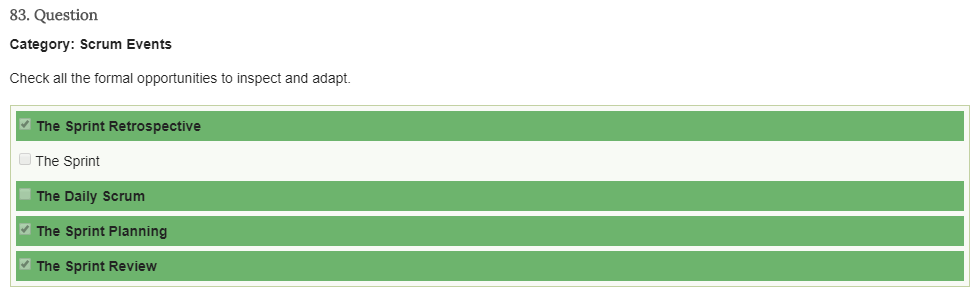 83. Question
Category: Scrum Events
Check all the formal opportunities to inspect and adapt.
The Sprint Retrospective
The Sprint
The Daily Scrum
The Sprint Planning
The Sprint Review